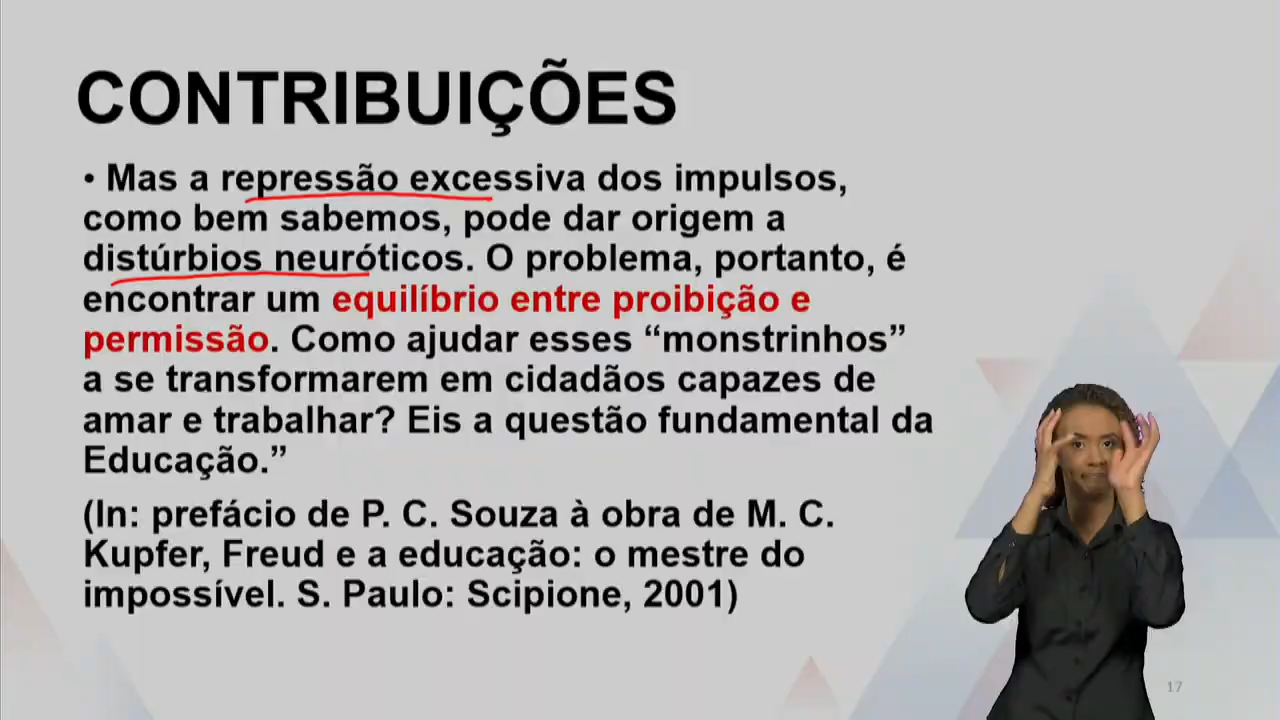 CONTRIBUIÇÕES
• Mas a repressão excessiva dos impulsos,
como bem sabemos, pode dar origem a
distúrbios neuróticos. O problema, portanto, é
encontrar um equilíbrio entre proibição e
permissão. Como ajudar esses “monstrinhos”
a se transformarem em cidadãos capazes de
amar e trabalhar? Eis a questão fundamental da
Educação.”
(In: prefácio de P. C. Souza à obra de M. C.
Kupfer, Freud e a educação: o mestre do
impossível. S. Paulo: Scipione, 2001)
17